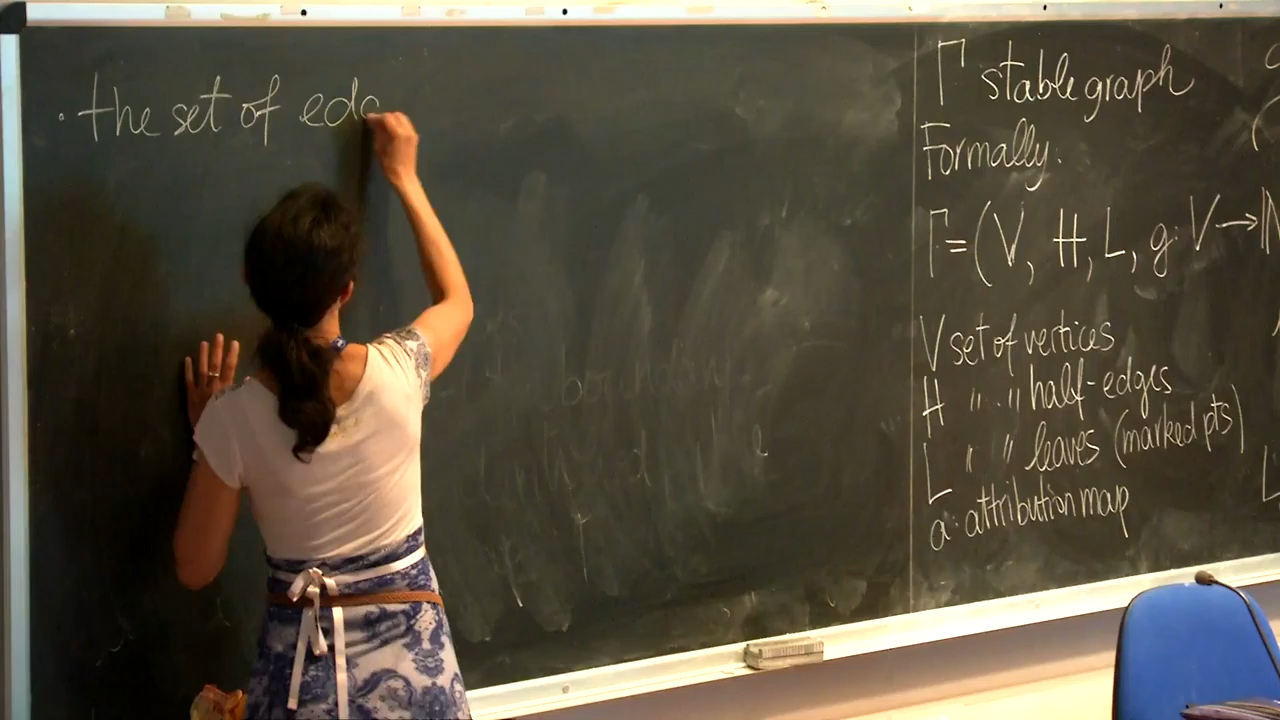 · the set of edg
Γ stable graph
Formally:
Γ = (V, H, L, g: V → ℕ
V set of vertices
H " " half-edges
L " " leaves (marked pts)
a: attribution map